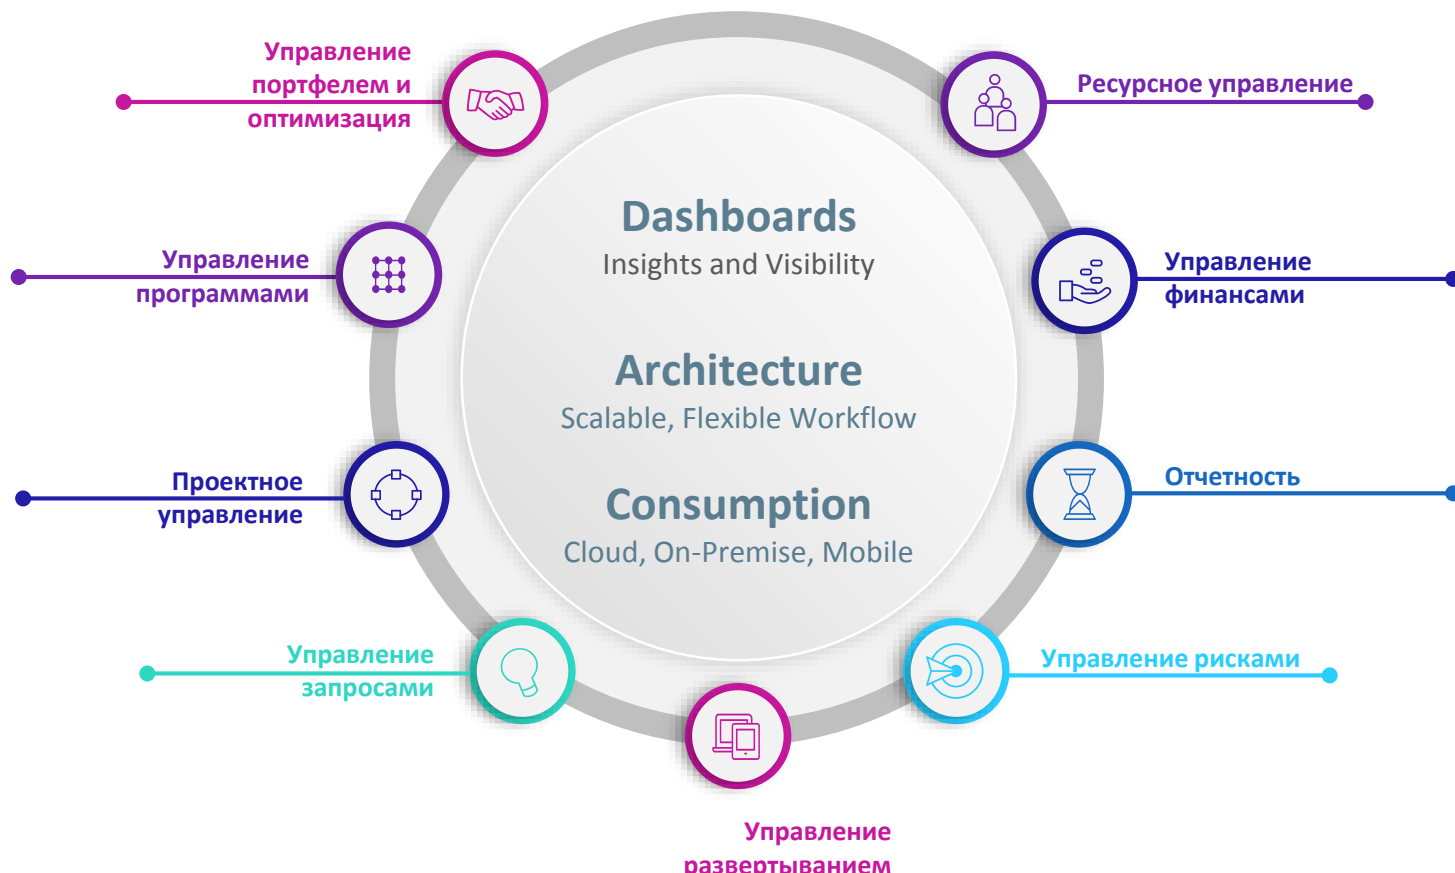 Управление
портфелем и
оптимизация
Ресурсное управление
Dashboards
Insights and Visibility
Управление
программами
Управление
финансами
Architecture
Scalable, Flexible Workflow
Проектное
управление
Отчетность
Consumption
Cloud, On-Premise, Mobile
Управление
запросами
Управление рисками
Управление
развертыванием